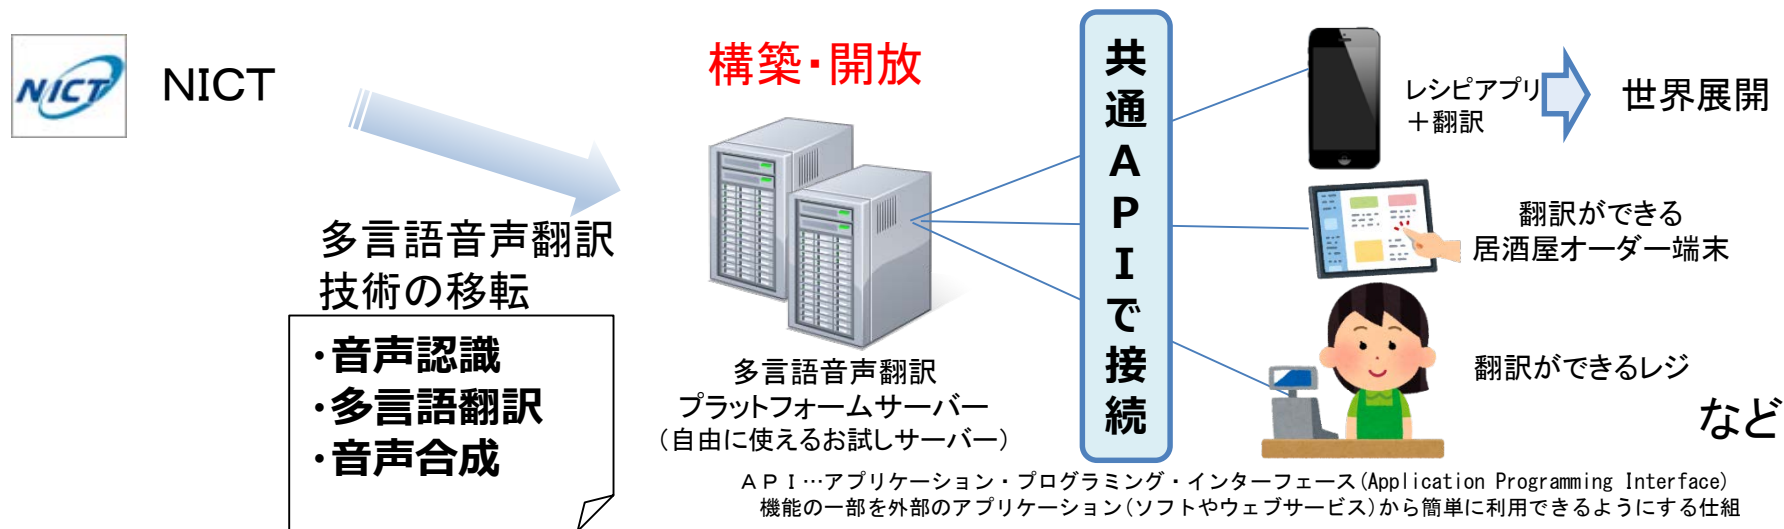 NICT
NICT
構築・開放
多言語音声翻訳
技術の移転
・音声認識
・多言語翻訳
・音声合成
多言語音声翻訳
プラットフォームサーバー
（自由に使えるお試しサーバー）
共通APIで接続
レシピアプリ
＋翻訳
世界展開
翻訳ができる
居酒屋オーダー端末
翻訳ができるレジ
など
ＡＰＩ…アプリケーション・プログラミング・インターフェース(Application Programming Interface)
機能の一部を外部のアプリケーション(ソフトやウェブサービス)から簡単に利用できるようにする仕組